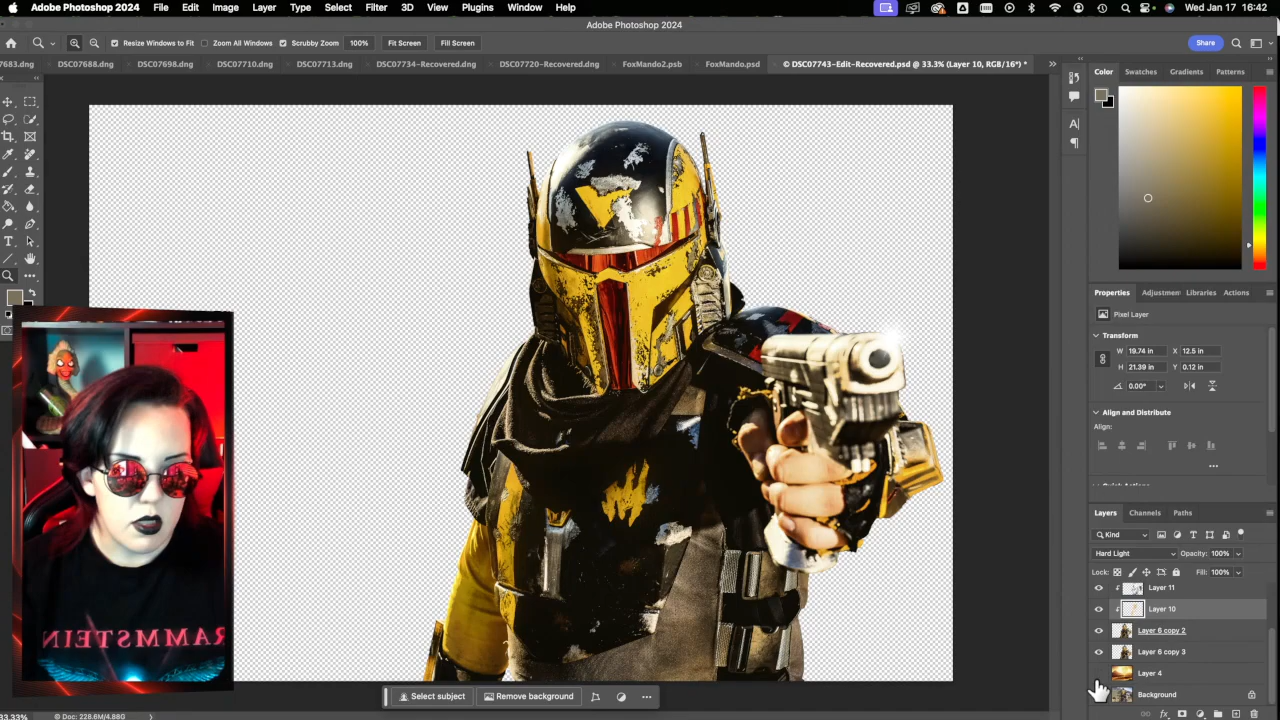 Adobe Photoshop 2024 File Edit Image Layer Type Select Filter 3D View Plugins Window Help Wed Jan 17 16:42
Adobe Photoshop 2024
Resize Windows to Fit Zoom All Windows Scrubby Zoom 100% Fit Screen Fill Screen Share
07683.dng DSC07688.dng DSC07698.dng DSC07710.dng DSC07713.dng DSC07734-Recovered.dng DSC07720-Recovered.dng FoxMando2.psb FoxMando.psd © DSC07743-Edit-Recovered.psd @ 33.3% (Layer 10, RGB/16*) *
Color Swatches Gradients Patterns
Properties Adjustmen Libraries Actions
Pixel Layer
Transform
W 19.74 in X 12.5 in
H 21.39 in Y 0.12 in
0.00°
Align and Distribute
Align:
Layers Channels Paths
Kind
Hard Light Opacity: 100%
Lock: Fill: 100%
Layer 11
Layer 10
Layer 6 copy 2
Layer 6 copy 3
Layer 4
Background
RAMMSTEIN
Select subject Remove background
33.33% Doc: 228.6M/4.88G